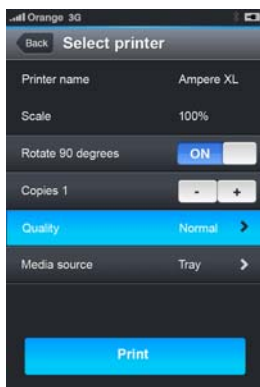 Orange 3G
Back Select printer
Printer name Ampere XL
Scale 100%
Rotate 90 degrees ON
Copies 1 - +
Quality Normal
Media source Tray
Print